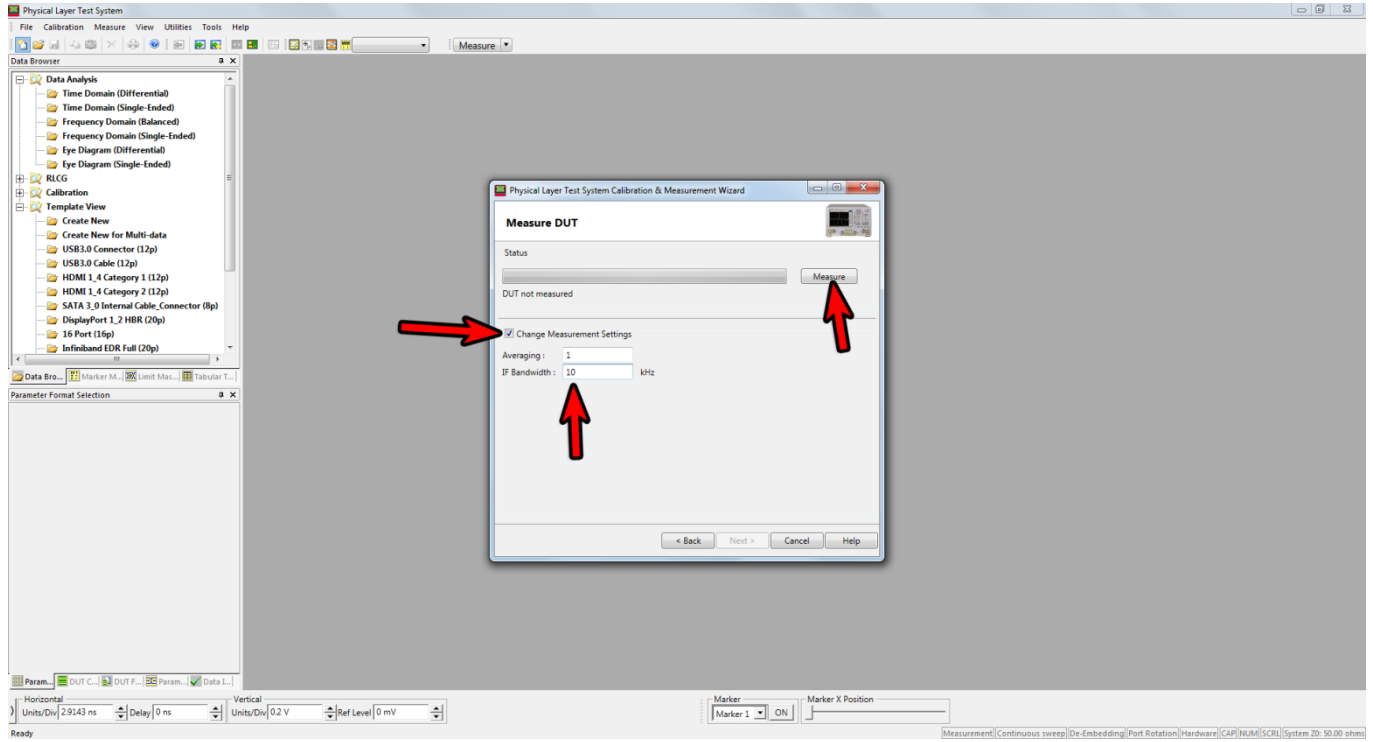 Physical Layer Test System
File Calibration Measure View Utilities Tools Help
Measure
Data Browser
Data Analysis
Time Domain (Differential)
Time Domain (Single-Ended)
Frequency Domain (Balanced)
Frequency Domain (Single-Ended)
Eye Diagram (Differential)
Eye Diagram (Single-Ended)
RLCG
Calibration
Template View
Create New
Create New for Multi-data
USB3.0 Connector (12p)
USB3.0 Cable (12p)
HDMI 1_4 Category 1 (12p)
HDMI 1_4 Category 2 (12p)
SATA 3_0 Internal Cable_Connector (8p)
DisplayPort 1_2 HBR (20p)
16 Port (16p)
Infiniband EDR Full (20p)
Data Bro... Marker M... Limit Mas... Tabular T...
Parameter Format Selection
Physical Layer Test System Calibration & Measurement Wizard
Measure DUT
Status
Measure
DUT not measured
Change Measurement Settings
Averaging : 1
IF Bandwidth : 10 kHz
< Back Next > Cancel Help
Param... DUT C... DUT F... Param... Data I...
Horizontal Vertical Marker Marker X Position
Units/Div 2.9143 ns Delay 0 ns Units/Div 0.2 V Ref Level 0 mV Marker 1 ON
Ready Measurement Continuous sweep De-Embedding Port Rotation Hardware CAP NUM SCRL System Z0: 50.00 ohms